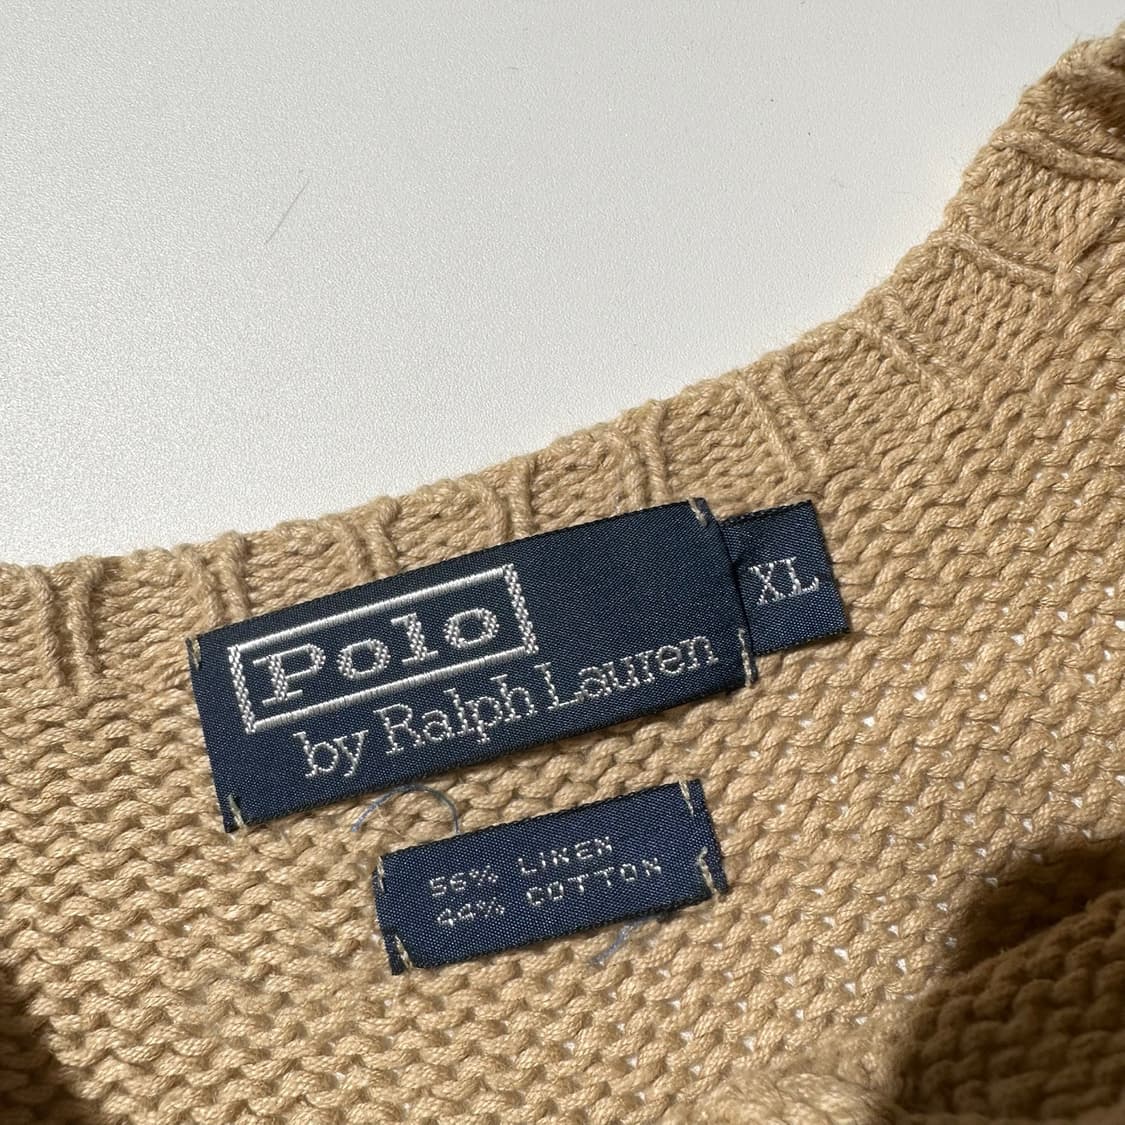 Polo
by Ralph Lauren
XL
56% LINEN
44% COTTON